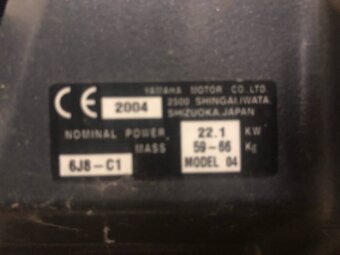 YAMAHA MOTOR CO., LTD.
CE 2004 2500 SHINGAI, IWATA,
SHIZUOKA, JAPAN
NOMINAL POWER 22.1 KW
MASS 59-66 Kg
6J8-C1 MODEL 04